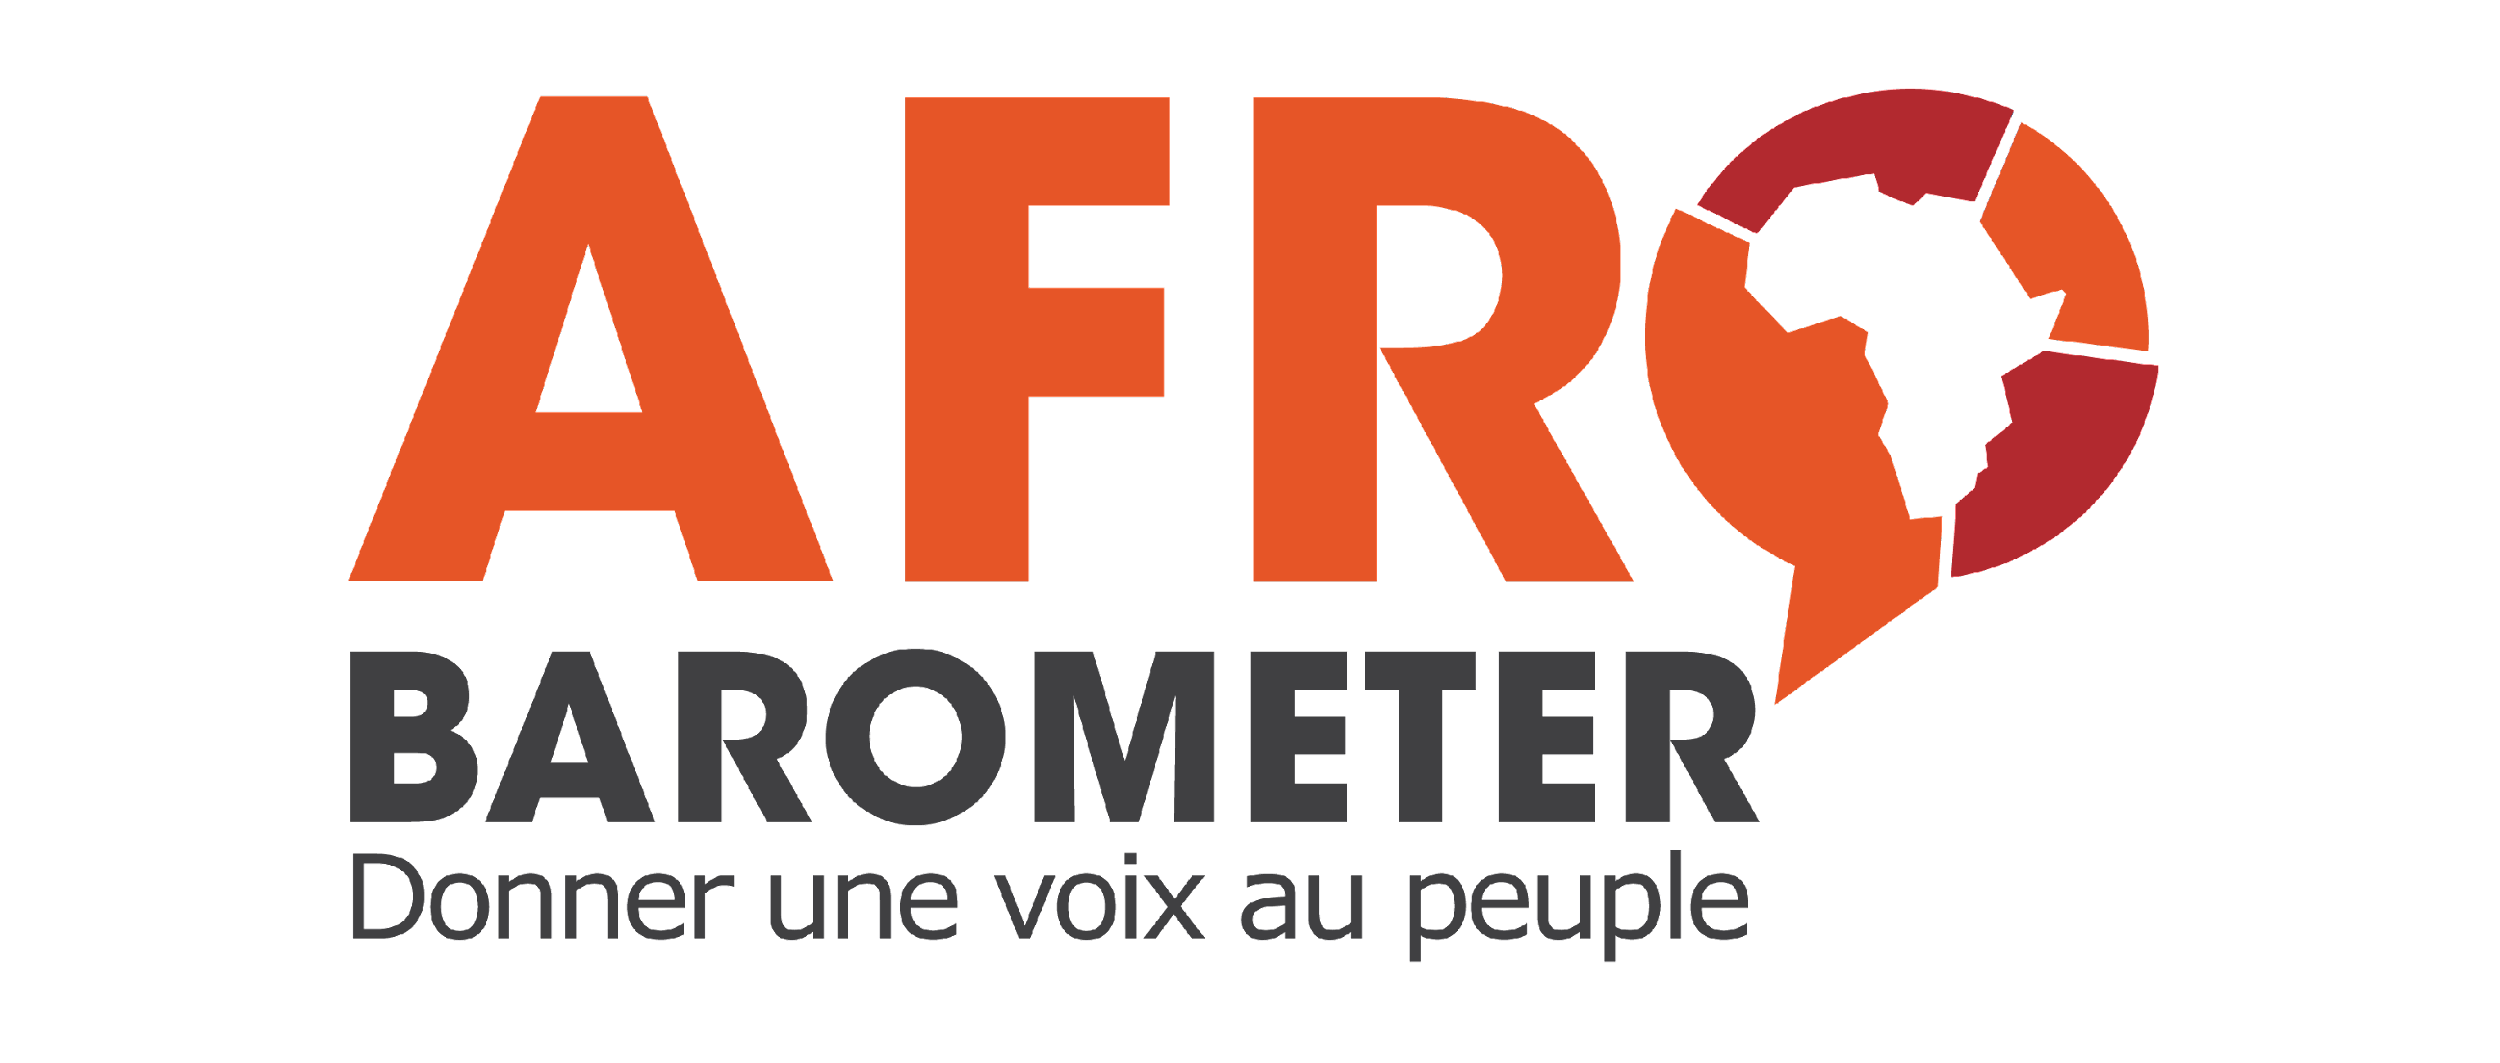 AFRO
BAROMETER
Donner une voix au peuple